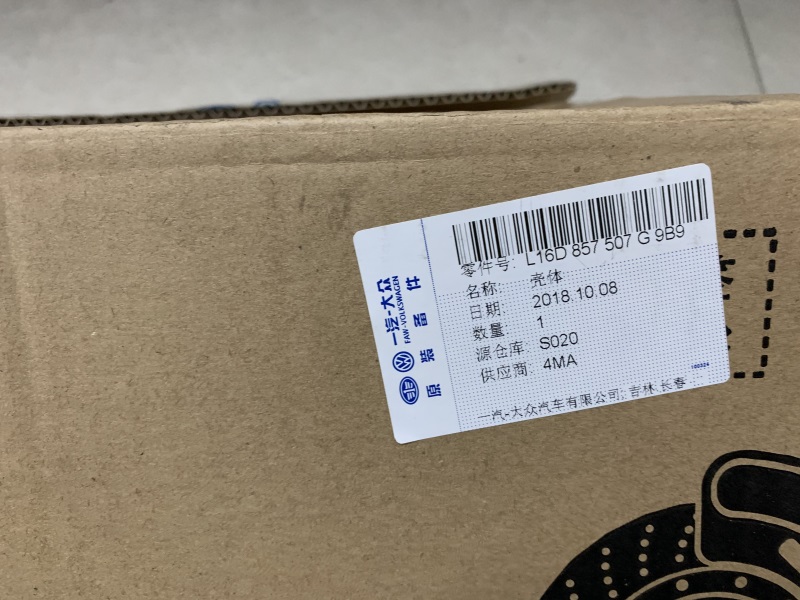 一汽-大众
FAW-VOLKSWAGEN
原装备件
零件号: L16D 857 507 G 9B9
名称: 壳体
日期: 2018.10.08
数量: 1
源仓库: S020
供应商: 4MA
一汽-大众汽车有限公司; 吉林 长春